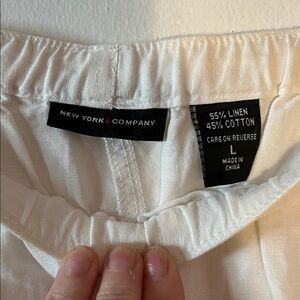 NEW YORK & COMPANY
55% LINEN
45% COTTON
CARE ON REVERSE
L
MADE IN
CHINA